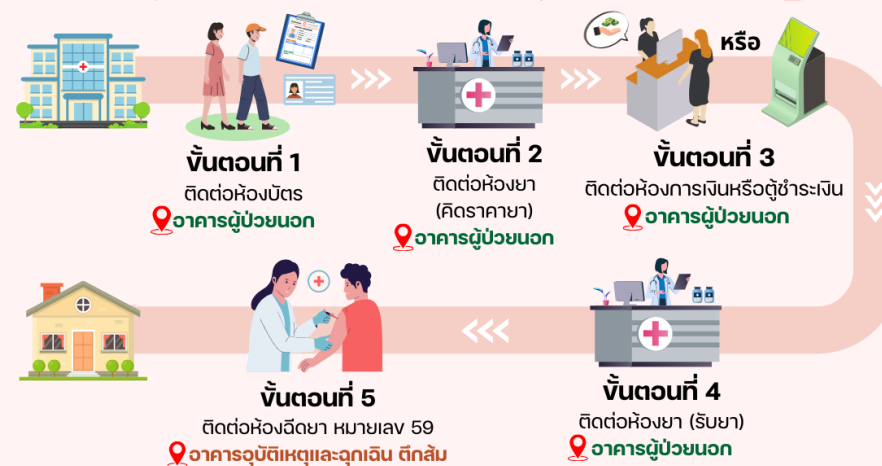 หรือ
ขั้นตอนที่ 1
ติดต่อห้องบัตร
อาคารผู้ป่วยนอก
ขั้นตอนที่ 2
ติดต่อห้องยา
(คิดราคายา)
อาคารผู้ป่วยนอก
ขั้นตอนที่ 3
ติดต่อห้องการเงินหรือตู้ชำระเงิน
อาคารผู้ป่วยนอก
ขั้นตอนที่ 4
ติดต่อห้องยา (รับยา)
อาคารผู้ป่วยนอก
ขั้นตอนที่ 5
ติดต่อห้องฉีดยา หมายเลข 59
อาคารอุบัติเหตุและฉุกเฉิน ตึกส้ม